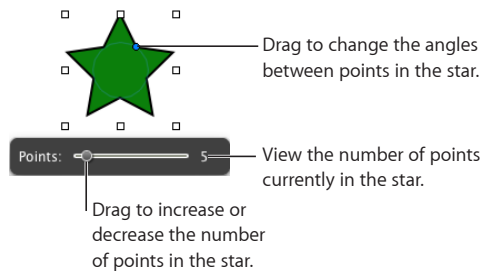 Drag to change the angles
between points in the star.
Points: 5
View the number of points
currently in the star.
Drag to increase or
decrease the number
of points in the star.